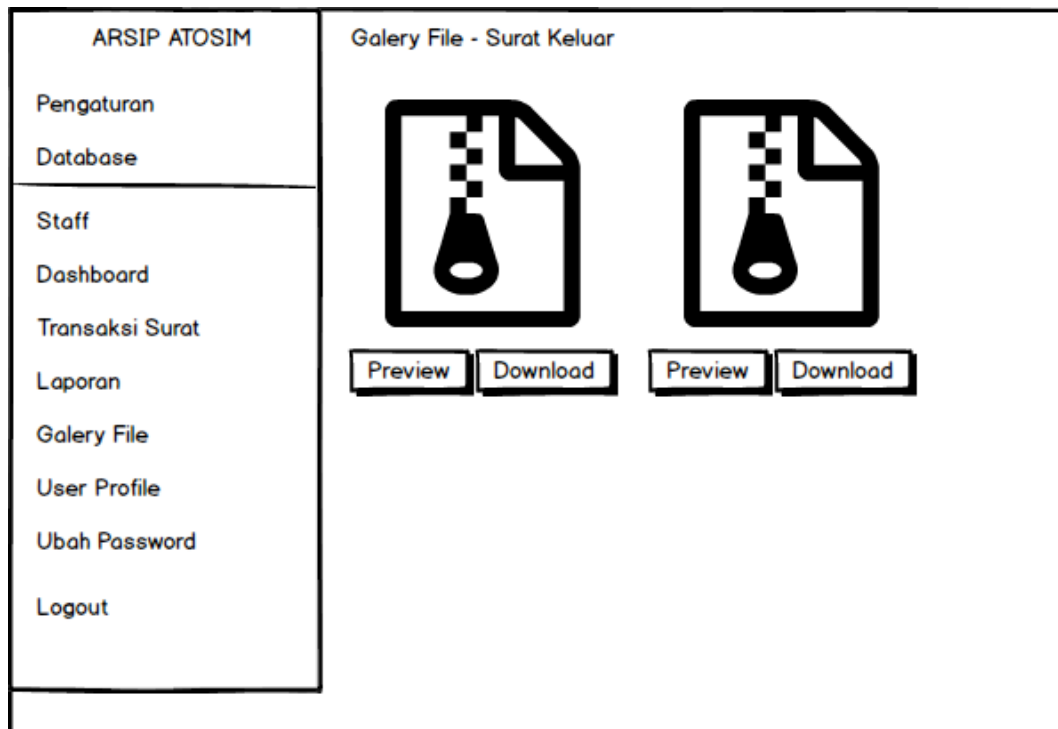 ARSIP ATOSIM
Pengaturan
Database
Staff
Dashboard
Transaksi Surat
Laporan
Galery File
User Profile
Ubah Password
Logout
Galery File - Surat Keluar
Preview Download Preview Download